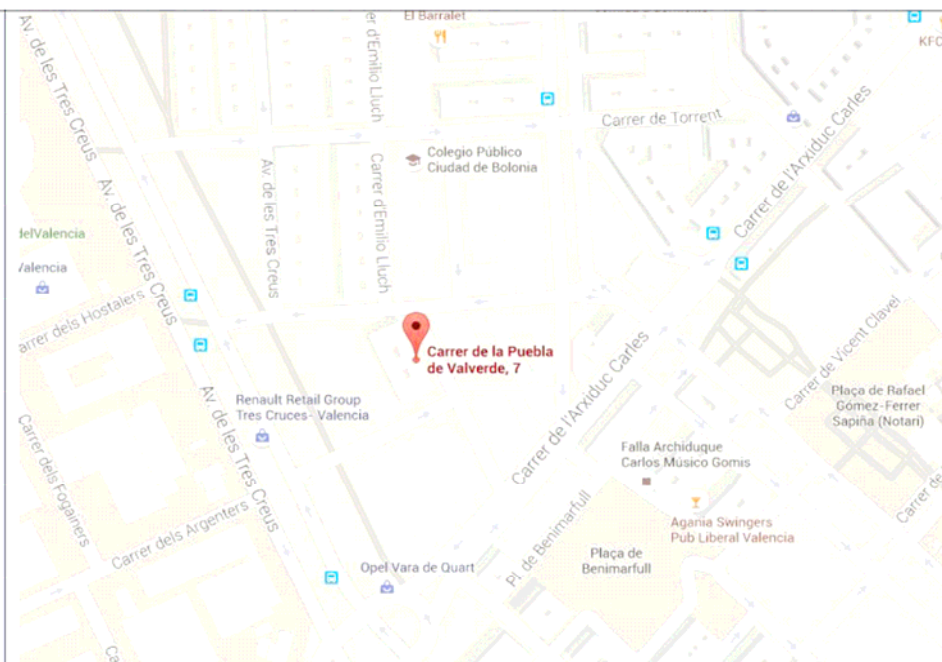 El Barralet
KFC
Av. de les Tres Creus
er d'Emilio Lluch
Carrer de Torrent
Carrer de l'Arxiduc Carles
Colegio Público
Ciudad de Bolonia
Av. de les Tres Creus
Av. de les Tres Creus
Carrer d'Emilio Lluch
delValencia
Valencia
arrer dels Hostalers
Carrer de la Puebla
de Valverde, 7
Carrer de l'Arxiduc Carles
Carrer de Vicent Clavel
Plaça de Rafael
Gómez-Ferrer
Sapiña (Notari)
Renault Retail Group
Tres Cruces- Valencia
Av. de les Tres Creus
Carrer dels Fogainers
Falla Archiduque
Carlos Músico Gomis
Agania Swingers
Pub Liberal Valencia
Carrer de
Carrer dels Argenters
Pl. de Benimarfull
Plaça de
Benimarfull
Opel Vara de Quart
Ca